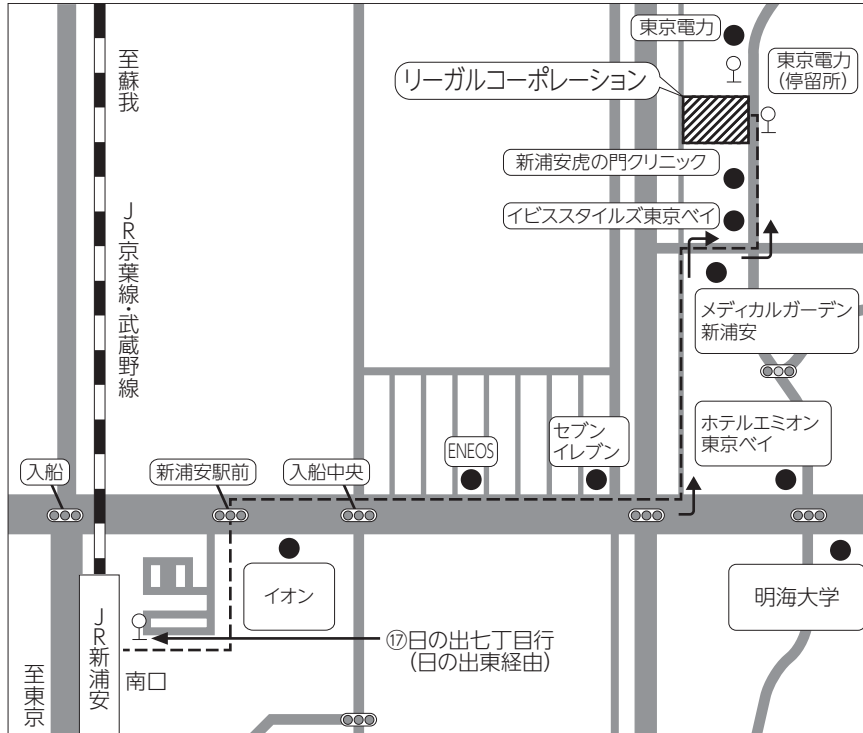 東京電力
東京電力
(停留所)
リーガルコーポレーション
至蘇我
新浦安虎の門クリニック
イビススタイルズ東京ベイ
JR京葉線・武蔵野線
メディカルガーデン
新浦安
ホテルエミオン
東京ベイ
セブン
イレブン
ENEOS
入船
新浦安駅前
入船中央
イオン
明海大学
⑰日の出七丁目行
(日の出東経由)
JR新浦安
南口
至東京